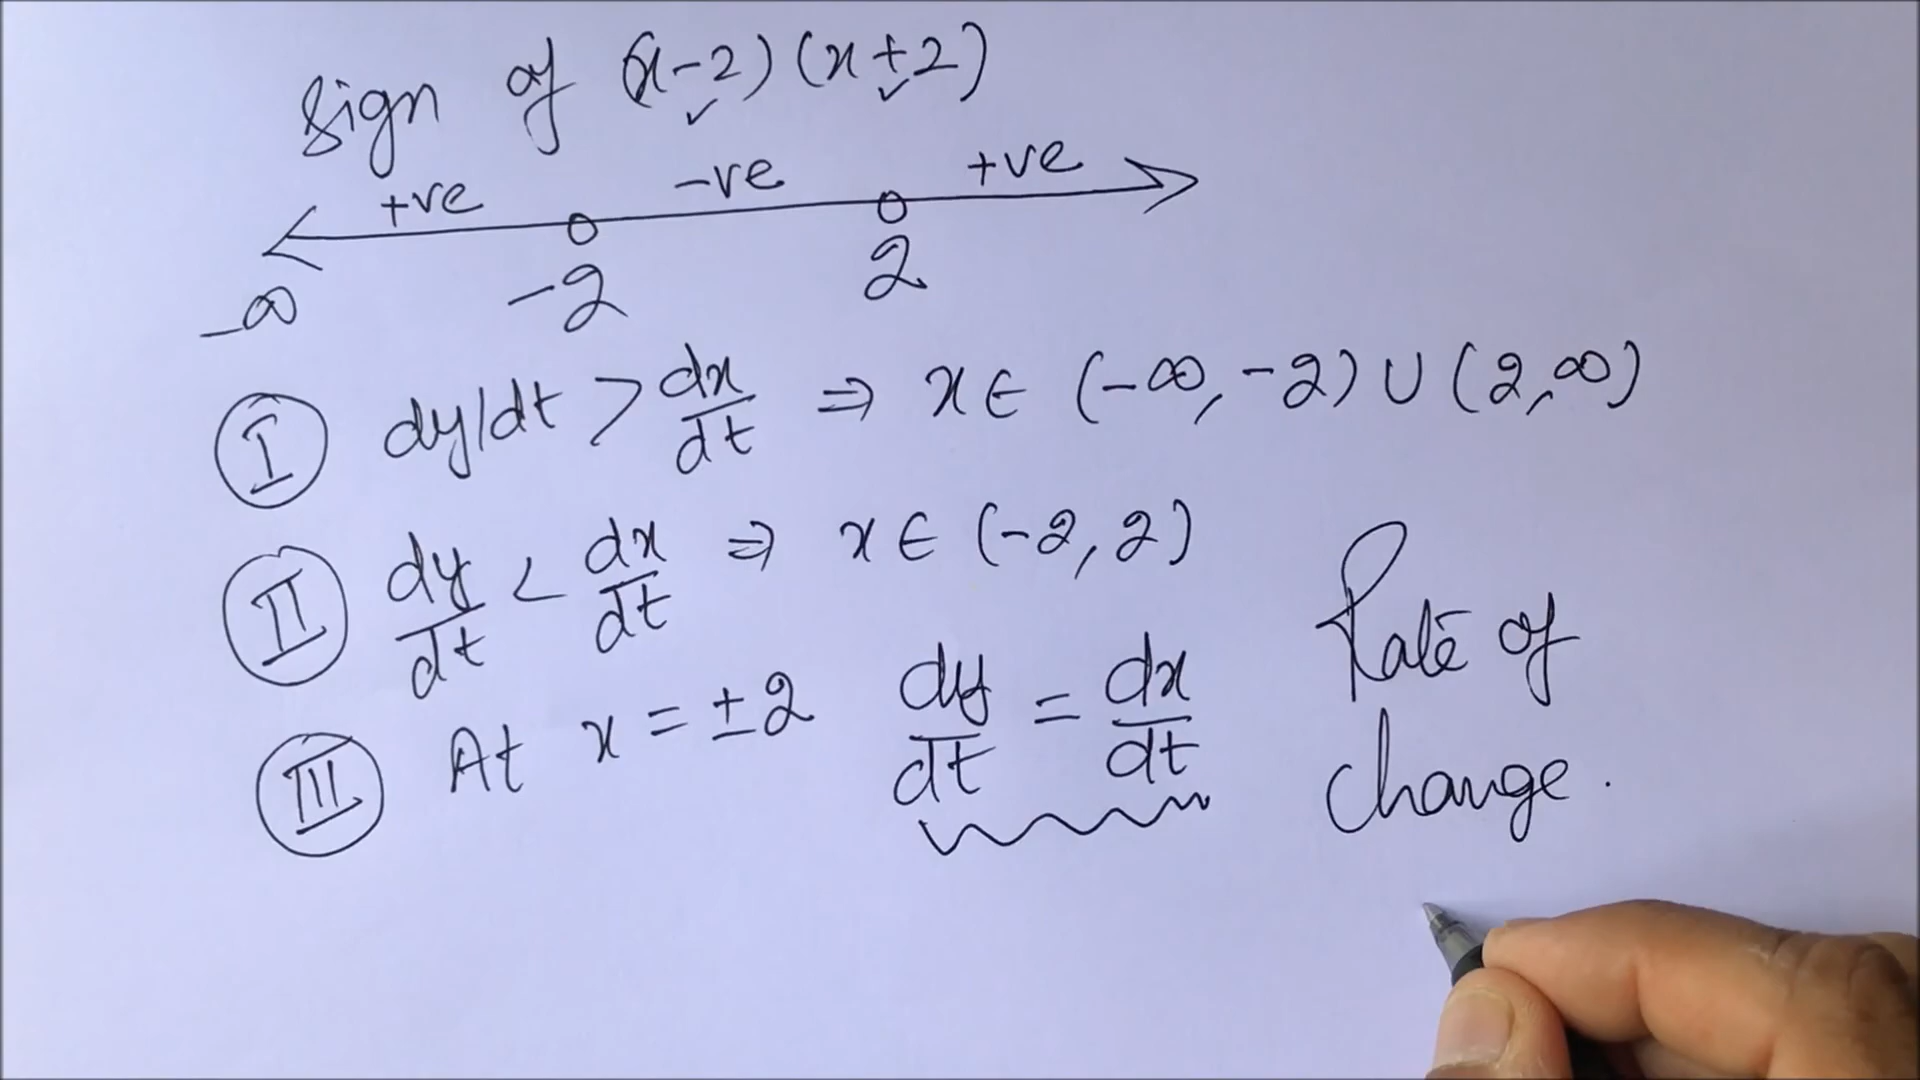 Sign of (x-2)(x+2)
+ve -ve +ve
-∞ -2 2
I dy/dt > dx/dt ⇒ x ∈ (-∞, -2) ∪ (2, ∞)
II dy/dt < dx/dt ⇒ x ∈ (-2, 2)
III At x = ±2 dy/dt = dx/dt
Rate of
change.